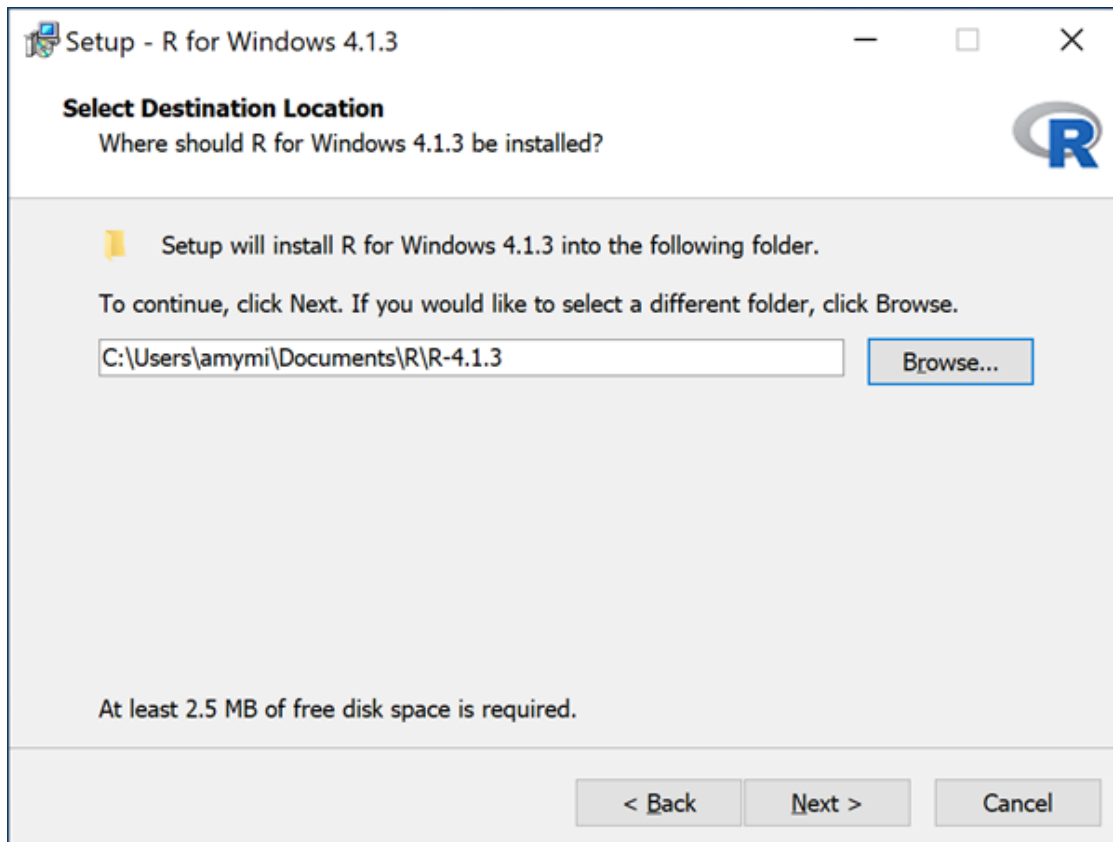 Setup - R for Windows 4.1.3
Select Destination Location
Where should R for Windows 4.1.3 be installed?
R
Setup will install R for Windows 4.1.3 into the following folder.
To continue, click Next. If you would like to select a different folder, click Browse.
C:\Users\amymi\Documents\R\R-4.1.3
Browse...
At least 2.5 MB of free disk space is required.
< Back Next > Cancel